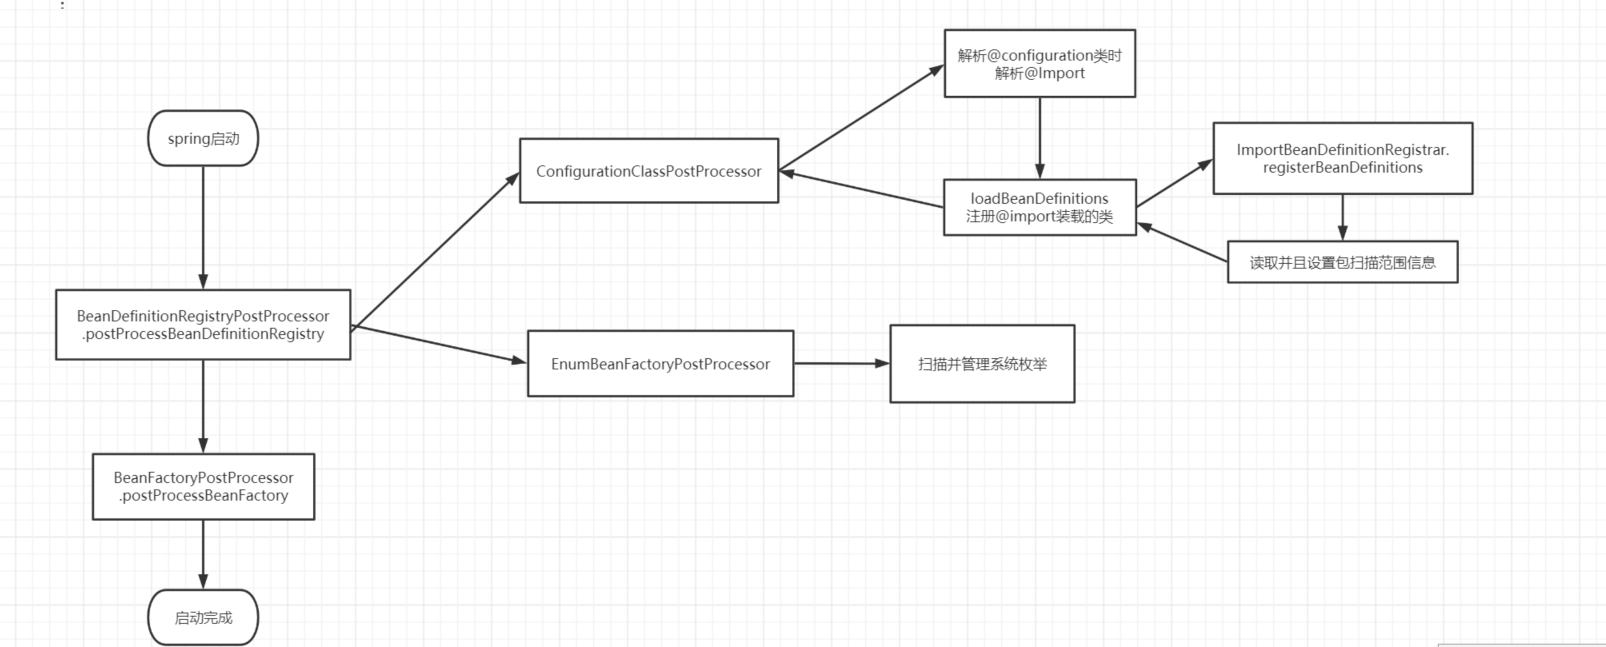 :
解析@configuration类时
解析@Import
spring启动
ConfigurationClassPostProcessor
ImportBeanDefinitionRegistrar.
registerBeanDefinitions
loadBeanDefinitions
注册@import装载的类
读取并且设置包扫描范围信息
BeanDefinitionRegistryPostProcessor
.postProcessBeanDefinitionRegistry
EnumBeanFactoryPostProcessor
扫描并管理系统枚举
BeanFactoryPostProcessor
.postProcessBeanFactory
启动完成